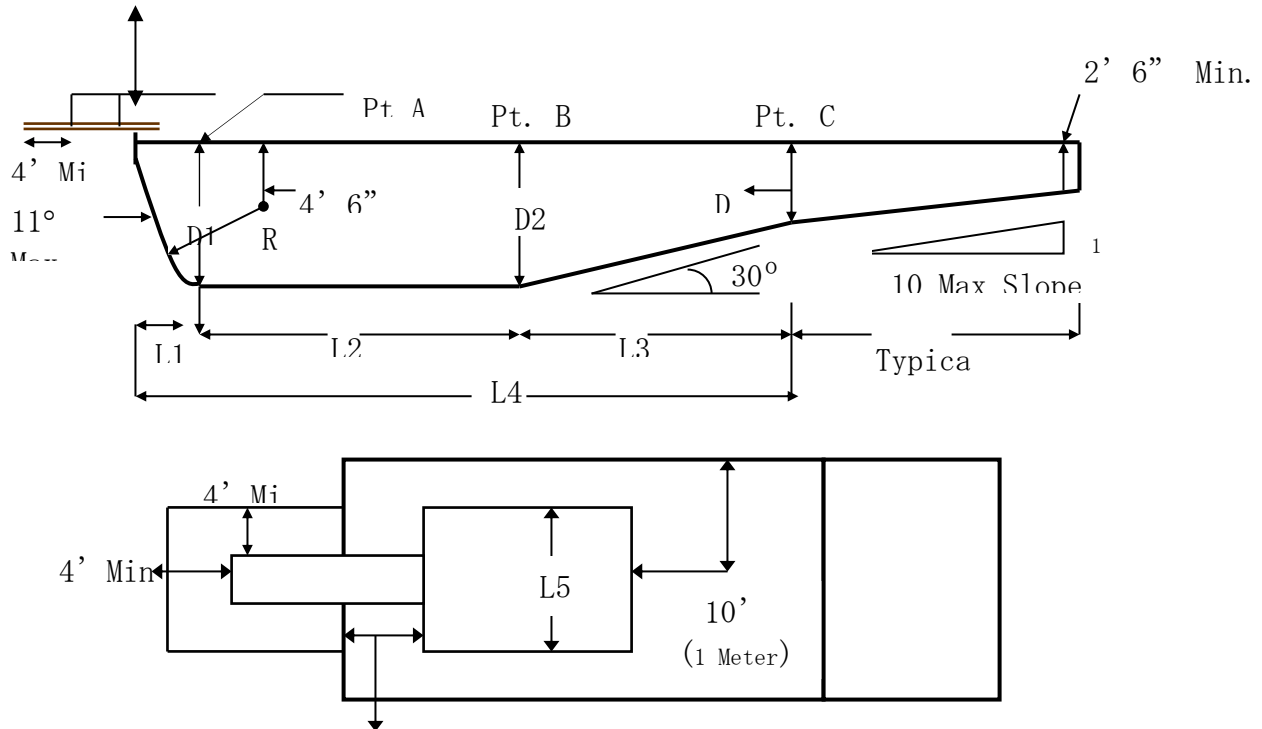 2’ 6” Min.
Pt. A
Pt. B
Pt. C
4’ Mi
11°
Max
4’ 6”
R
D1
D2
D
30°
1
10 Max Slope
L1
L2
L3
Typica
L4
4’ Mi
4’ Min
L5
10’
(1 Meter)